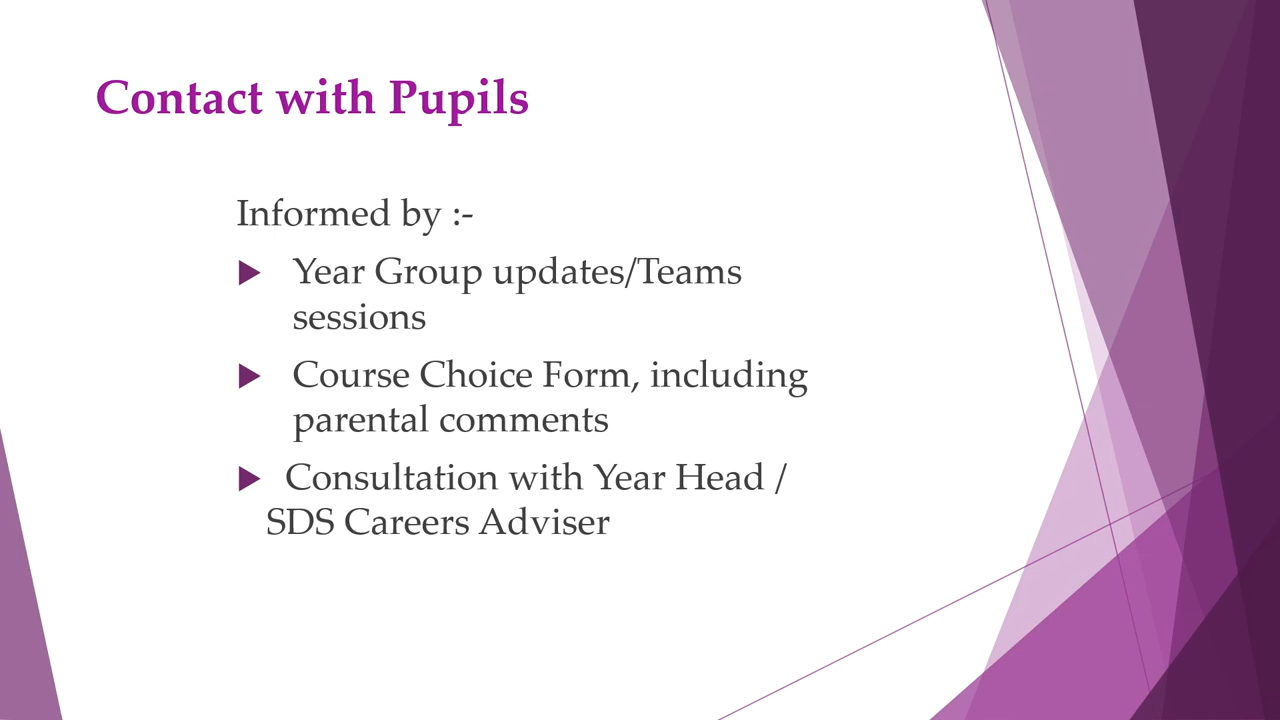 Contact with Pupils
Informed by :-
Year Group updates/Teams
sessions
Course Choice Form, including
parental comments
Consultation with Year Head /
SDS Careers Adviser